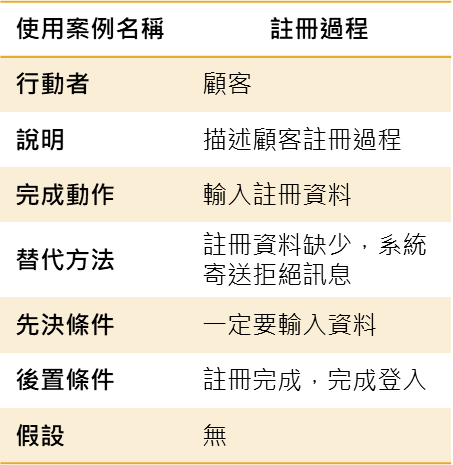 使用案例名稱 註冊過程
行動者 顧客
說明 描述顧客註冊過程
完成動作 輸入註冊資料
替代方法 註冊資料缺少，系統
寄送拒絕訊息
先決條件 一定要輸入資料
後置條件 註冊完成，完成登入
假設 無